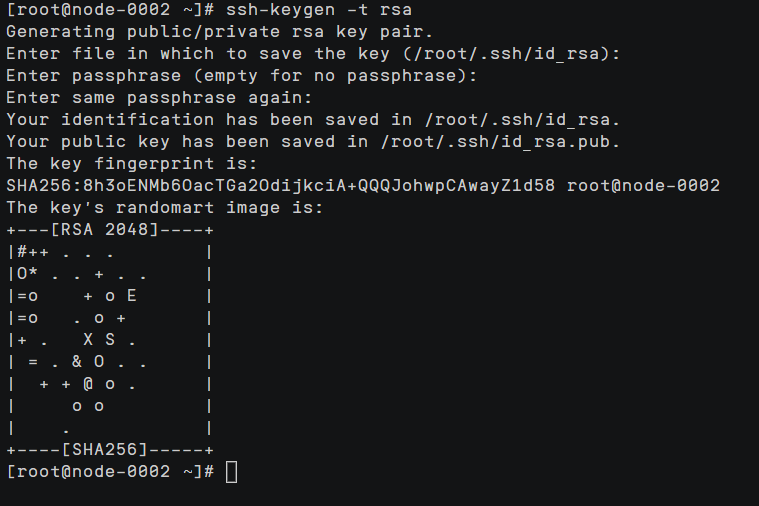 [root@node-0002 ~]# ssh-keygen -t rsa
Generating public/private rsa key pair.
Enter file in which to save the key (/root/.ssh/id_rsa):
Enter passphrase (empty for no passphrase):
Enter same passphrase again:
Your identification has been saved in /root/.ssh/id_rsa.
Your public key has been saved in /root/.ssh/id_rsa.pub.
The key fingerprint is:
SHA256:8h3oENMb6OacTGa2OdijkciA+QQQJohwpCAwayZ1d58 root@node-0002
The key's randomart image is:
+---[RSA 2048]----+
|#++ . . .        |
|O* . . + . .     |
|=o    + o E      |
|=o   . o +       |
|+ .   X S .      |
| = . & O . .     |
|  + + @ o .      |
|     o o         |
|    .            |
+----[SHA256]-----+
[root@node-0002 ~]#